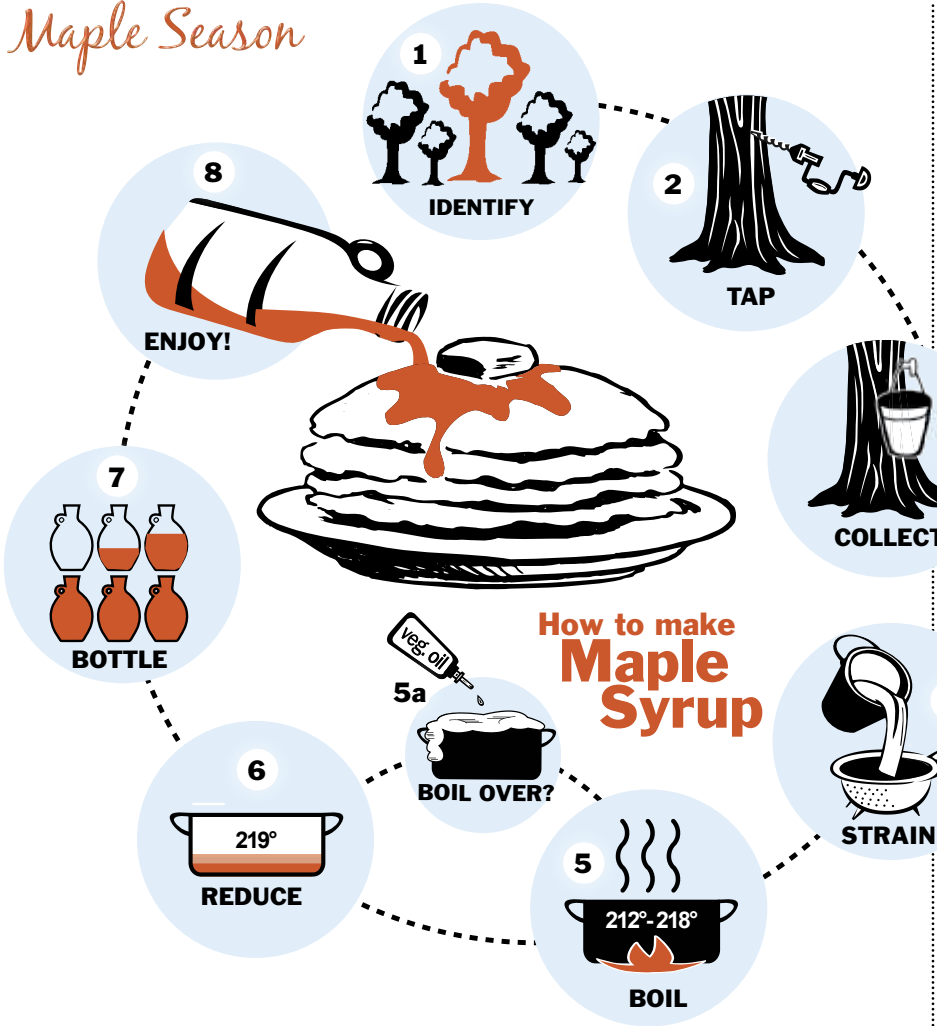 Maple Season
1
IDENTIFY
2
TAP
COLLECT
STRAIN
5
212°-218°
BOIL
5a
veg. oil
BOIL OVER?
6
219°
REDUCE
7
BOTTLE
8
ENJOY!
How to make
Maple
Syrup